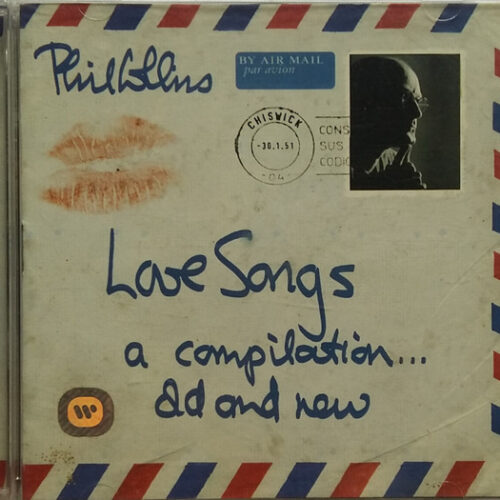 Phil Collins
BY AIR MAIL
par avion
CHISWICK
-30.1.51
-04-
CONS
SUS
CODIC
Love Songs
a compilation...
old and new